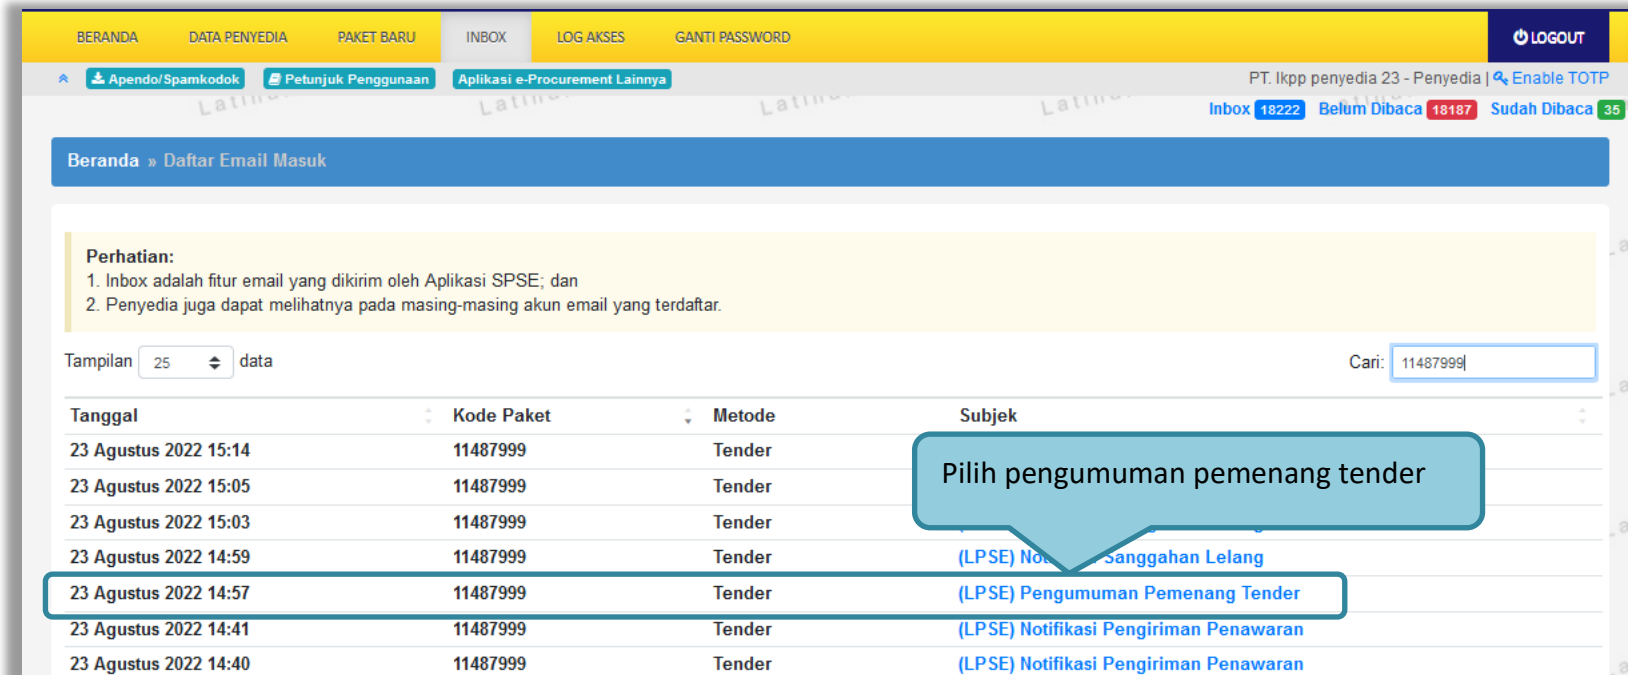 BERANDA DATA PENYEDIA PAKET BARU INBOX LOG AKSES GANTI PASSWORD LOGOUT
Apendo/Spamkodok Petunjuk Penggunaan Aplikasi e-Procurement Lainnya PT. lkpp penyedia 23 - Penyedia | Enable TOTP
Inbox 18222 Belum Dibaca 18187 Sudah Dibaca 35
Beranda » Daftar Email Masuk
Perhatian:
1. Inbox adalah fitur email yang dikirim oleh Aplikasi SPSE; dan
2. Penyedia juga dapat melihatnya pada masing-masing akun email yang terdaftar.
Tampilan 25 data Cari: 11487999
Tanggal Kode Paket Metode Subjek
23 Agustus 2022 15:14 11487999 Tender
Pilih pengumuman pemenang tender
23 Agustus 2022 15:05 11487999 Tender
23 Agustus 2022 15:03 11487999 Tender
23 Agustus 2022 14:59 11487999 Tender (LPSE) Sanggahan Lelang
23 Agustus 2022 14:57 11487999 Tender (LPSE) Pengumuman Pemenang Tender
23 Agustus 2022 14:41 11487999 Tender (LPSE) Notifikasi Pengiriman Penawaran
23 Agustus 2022 14:40 11487999 Tender (LPSE) Notifikasi Pengiriman Penawaran